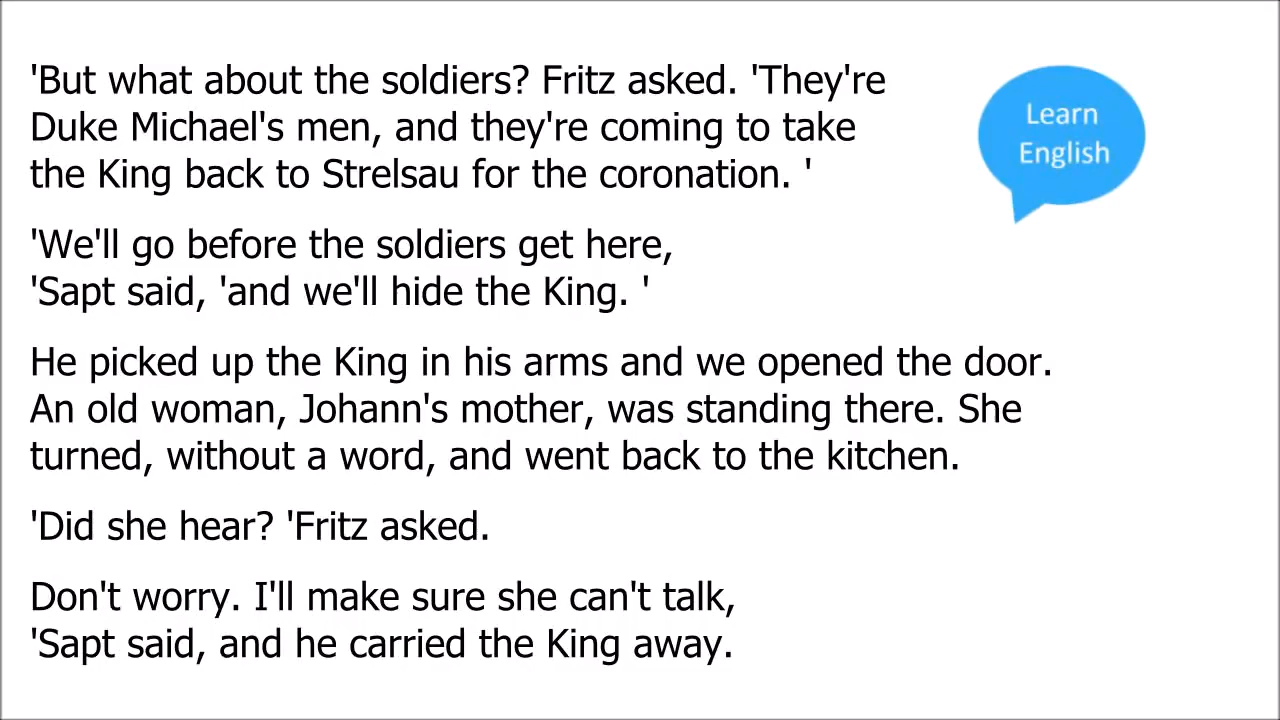 'But what about the soldiers? Fritz asked. 'They're
Duke Michael's men, and they're coming to take
the King back to Strelsau for the coronation. '
'We'll go before the soldiers get here,
'Sapt said, 'and we'll hide the King. '
He picked up the King in his arms and we opened the door.
An old woman, Johann's mother, was standing there. She
turned, without a word, and went back to the kitchen.
'Did she hear? 'Fritz asked.
Don't worry. I'll make sure she can't talk,
'Sapt said, and he carried the King away.
Learn
English